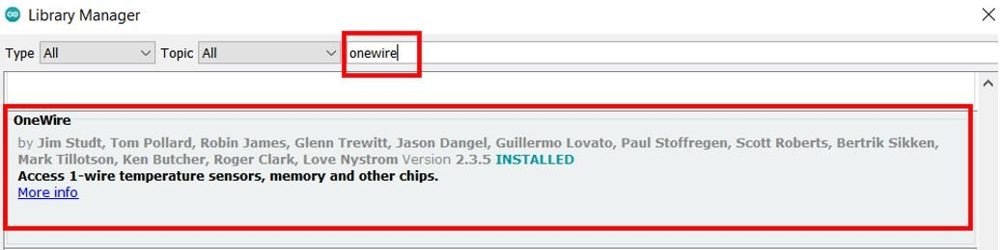 Library Manager
Type All Topic All onewire
OneWire
by Jim Studt, Tom Pollard, Robin James, Glenn Trewitt, Jason Dangel, Guillermo Lovato, Paul Stoffregen, Scott Roberts, Bertrik Sikken,
Mark Tillotson, Ken Butcher, Roger Clark, Love Nystrom Version 2.3.5 INSTALLED
Access 1-wire temperature sensors, memory and other chips.
More info